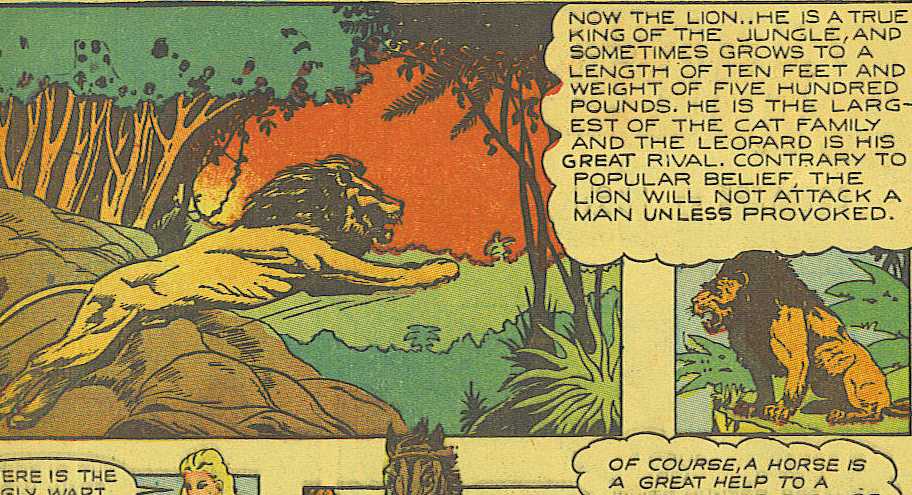 NOW THE LION..HE IS A TRUE
KING OF THE JUNGLE, AND
SOMETIMES GROWS TO A
LENGTH OF TEN FEET AND
WEIGHT OF FIVE HUNDRED
POUNDS. HE IS THE LARG-
EST OF THE CAT FAMILY
AND THE LEOPARD IS HIS
GREAT RIVAL. CONTRARY TO
POPULAR BELIEF, THE
LION WILL NOT ATTACK A
MAN UNLESS PROVOKED.
ERE IS THE
GLY WART
OF COURSE, A HORSE IS
A GREAT HELP TO A